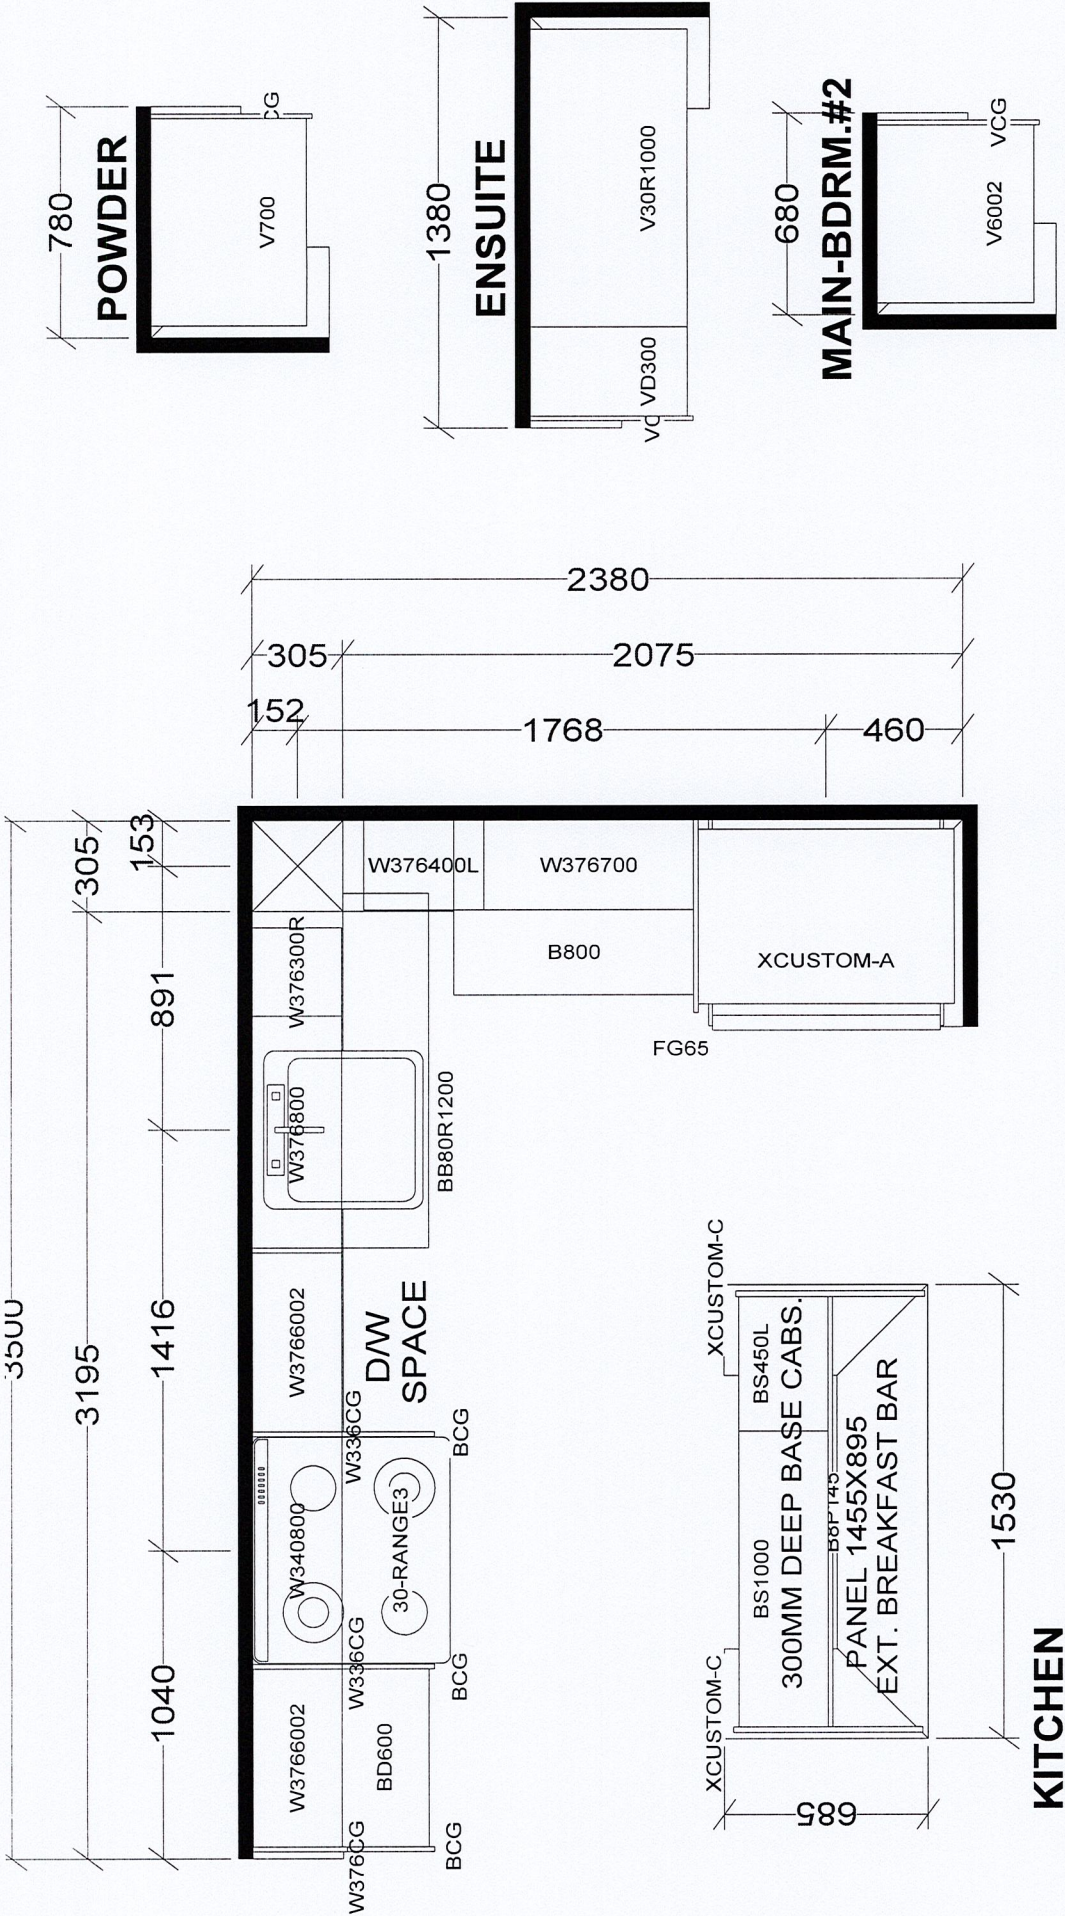 780
POWDER
CG
V700
1380
ENSUITE
V30R1000
VD300
680
MAIN-BDRM.#2
VCG
V6002
2380
305
2075
152
1768
460
3500
305
153
3195
891
1416
1040
W376400L
W376700
B800
XCUSTOM-A
FG65
W376300R
W376800
BB80R1200
W3766002
D/W
SPACE
W336CG
BCG
W340800
30-RANGE3
W336CG
BCG
W3766002
BD600
W376CG
BCG
XCUSTOM-C
BS450L
BS1000
300MM DEEP BASE CABS.
PANEL 1455X895
EXT. BREAKFAST BAR
XCUSTOM-C
1530
685
KITCHEN